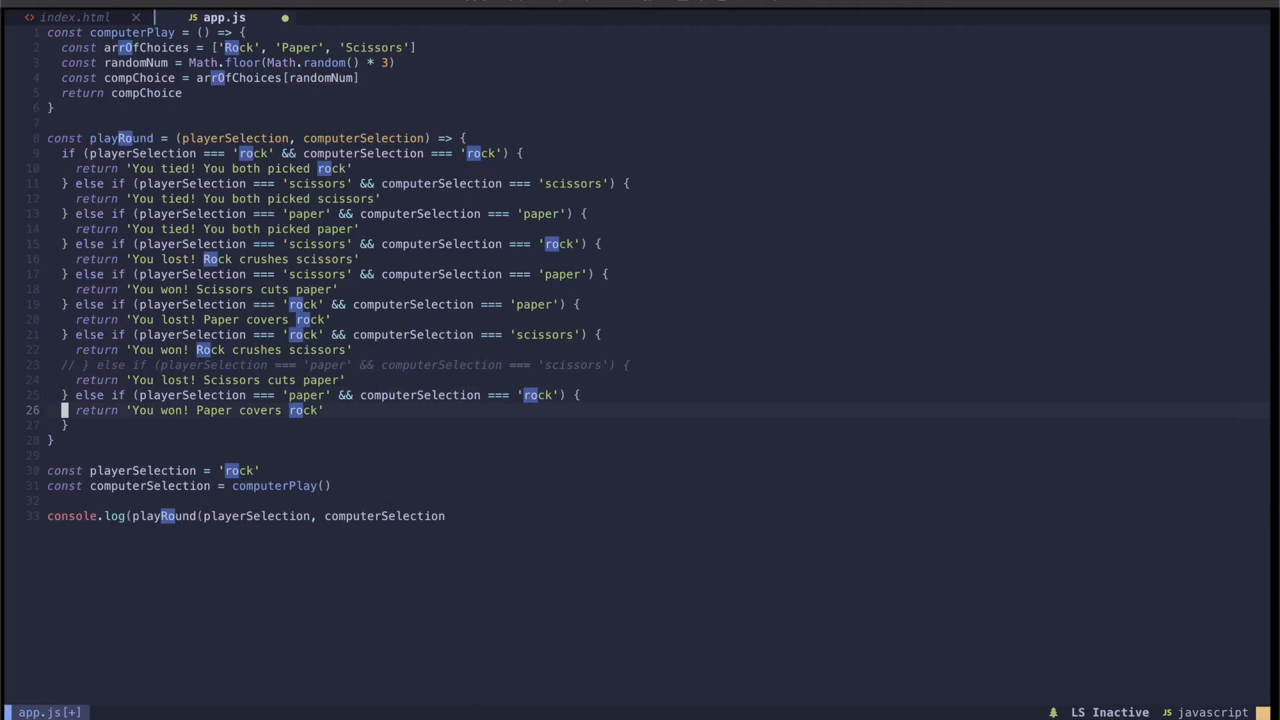 index.html ✕ JS app.js ●
1 const computerPlay = () => {
2 const arrOfChoices = ['Rock', 'Paper', 'Scissors']
3 const randomNum = Math.floor(Math.random() * 3)
4 const compChoice = arrOfChoices[randomNum]
5 return compChoice
6 }
7
8 const playRound = (playerSelection, computerSelection) => {
9 if (playerSelection === 'rock' && computerSelection === 'rock') {
10 return 'You tied! You both picked rock'
11 } else if (playerSelection === 'scissors' && computerSelection === 'scissors') {
12 return 'You tied! You both picked scissors'
13 } else if (playerSelection === 'paper' && computerSelection === 'paper') {
14 return 'You tied! You both picked paper'
15 } else if (playerSelection === 'scissors' && computerSelection === 'rock') {
16 return 'You lost! Rock crushes scissors'
17 } else if (playerSelection === 'scissors' && computerSelection === 'paper') {
18 return 'You won! Scissors cuts paper'
19 } else if (playerSelection === 'rock' && computerSelection === 'paper') {
20 return 'You lost! Paper covers rock'
21 } else if (playerSelection === 'rock' && computerSelection === 'scissors') {
22 return 'You won! Rock crushes scissors'
23 // } else if (playerSelection === 'paper' && computerSelection === 'scissors') {
24 return 'You lost! Scissors cuts paper'
25 } else if (playerSelection === 'paper' && computerSelection === 'rock') {
26 return 'You won! Paper covers rock'
27 }
28 }
29
30 const playerSelection = 'rock'
31 const computerSelection = computerPlay()
32
33 console.log(playRound(playerSelection, computerSelection
app.js[+] LS Inactive JS javascript